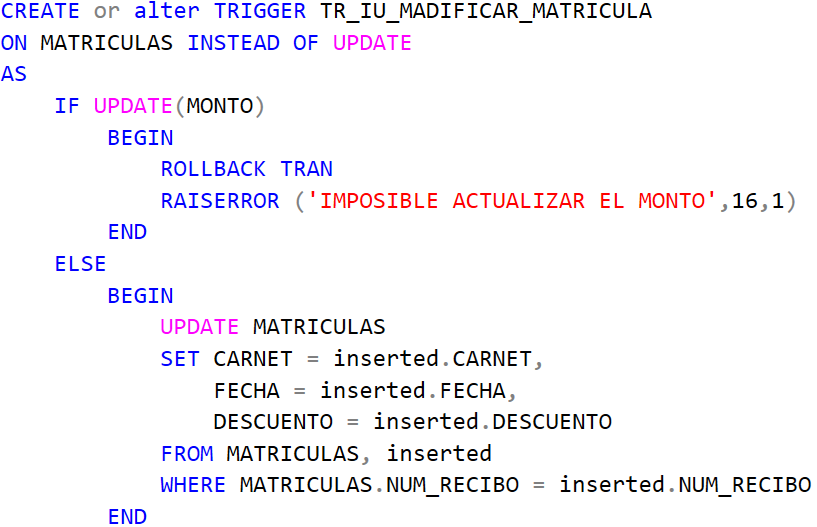 CREATE or alter TRIGGER TR_IU_MADIFICAR_MATRICULA
ON MATRICULAS INSTEAD OF UPDATE
AS
    IF UPDATE(MONTO)
        BEGIN
            ROLLBACK TRAN
            RAISERROR ('IMPOSIBLE ACTUALIZAR EL MONTO',16,1)
        END
    ELSE
        BEGIN
            UPDATE MATRICULAS
            SET CARNET = inserted.CARNET,
                FECHA = inserted.FECHA,
                DESCUENTO = inserted.DESCUENTO
            FROM MATRICULAS, inserted
            WHERE MATRICULAS.NUM_RECIBO = inserted.NUM_RECIBO
        END